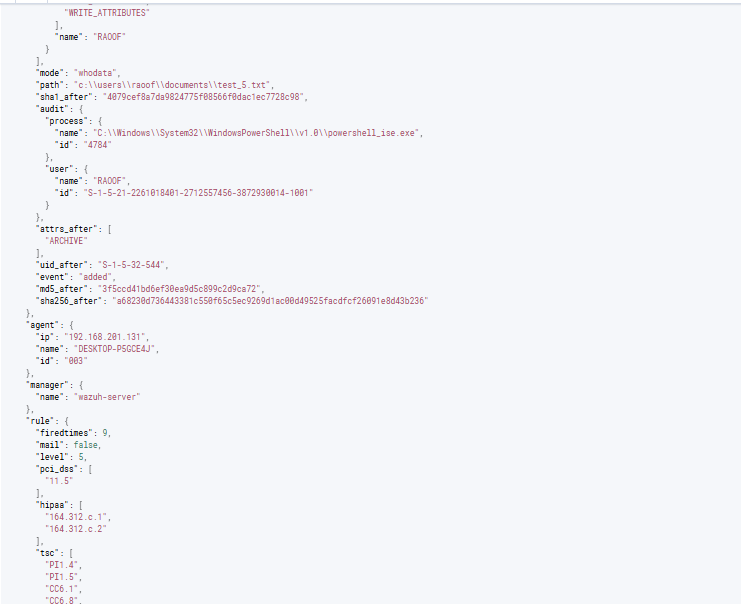 "WRITE_ATTRIBUTES"
],
"name": "RAOOF"
}
],
"mode": "whodata",
"path": "c:\\users\\raoof\\documents\\test_5.txt",
"sha1_after": "4079cef8a7da9824775f08566f0dac1ec7728c98",
"audit": {
"process": {
"name": "C:\\Windows\\System32\\WindowsPowerShell\\v1.0\\powershell_ise.exe",
"id": "4784"
},
"user": {
"name": "RAOOF",
"id": "S-1-5-21-2261018401-2712557456-3872930014-1001"
}
},
"attrs_after": [
"ARCHIVE"
],
"uid_after": "S-1-5-32-544",
"event": "added",
"md5_after": "3f5ccd41bd6ef30ea9d5c899c2d9ca72",
"sha256_after": "a68230d736443381c550f65c5ec9269d1ac00d49525facdfcf26091e8d43b236"
},
"agent": {
"ip": "192.168.201.131",
"name": "DESKTOP-P5GCE4J",
"id": "003"
},
"manager": {
"name": "wazuh-server"
},
"rule": {
"firedtimes": 9,
"mail": false,
"level": 5,
"pci_dss": [
"11.5"
],
"hipaa": [
"164.312.c.1",
"164.312.c.2"
],
"tsc": [
"PI1.4",
"PI1.5",
"CC6.1",
"CC6.8",